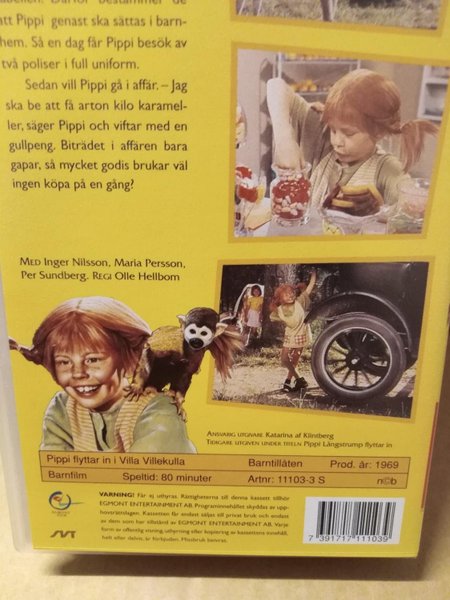 Därför bestämmer de
att Pippi genast ska sättas i barn-
hem. Så en dag får Pippi besök av
två poliser i full uniform.
Sedan vill Pippi gå i affär. – Jag
ska be att få arton kilo karamel-
ler, säger Pippi och viftar med en
gullpeng. Biträdet i affären bara
gapar, så mycket godis brukar väl
ingen köpa på en gång?
MED Inger Nilsson, Maria Persson,
Per Sundberg. REGI Olle Hellbom
ANSVARIG UTGIVARE Katarina af Klintberg
TIDIGARE UTGIVEN UNDER TITELN Pippi Långstrump flyttar in
Pippi flyttar in i Villa Villekulla Barntillåten Prod. år: 1969
Barnfilm Speltid: 80 minuter Artnr: 11103-3 S n©b
SVT
VARNING! Får ej uthyras. Rättigheterna till denna kassett tillhör
EGMONT ENTERTAINMENT AB. Programinnehållet skyddas av upp-
hovsrättslagen. Kassetten får endast säljas till privat bruk och endast
av dem som har tillstånd av EGMONT ENTERTAINMENT AB. Varje
form av offentlig visning, uthyrning eller kopiering av kassettens innehåll,
helt eller delvis, är förbjuden. Missbruk beivras.
7 391717 111039